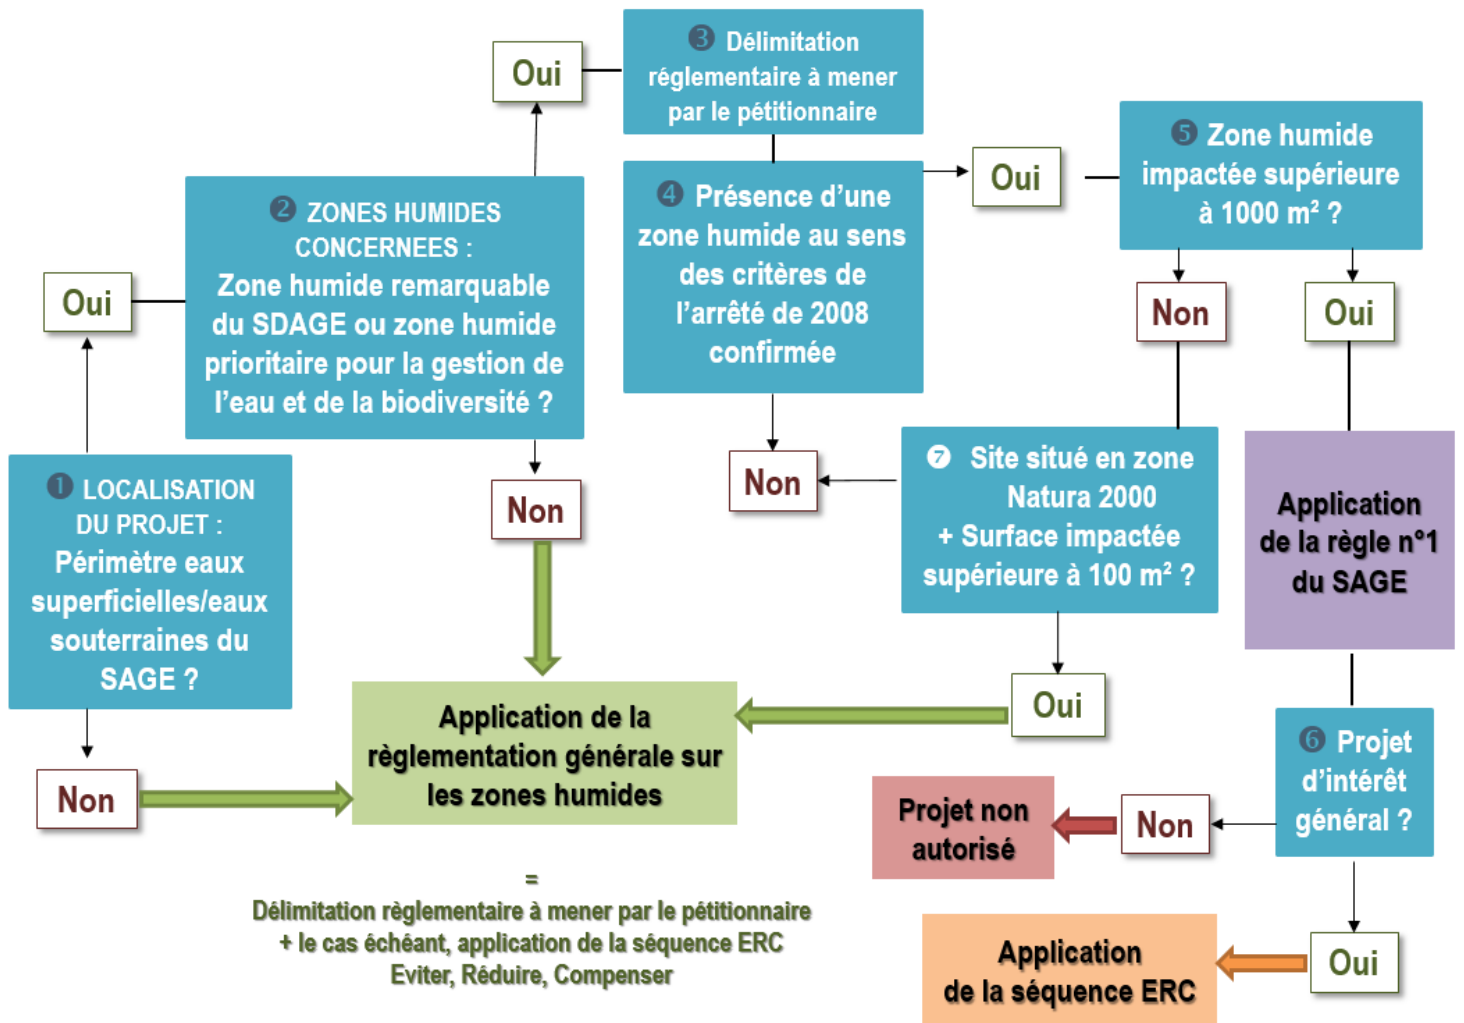 ❶ LOCALISATION
DU PROJET :
Périmètre eaux
superficielles/eaux
souterraines du
SAGE ?
Oui
Non
❷ ZONES HUMIDES
CONCERNEES :
Zone humide remarquable
du SDAGE ou zone humide
prioritaire pour la gestion de
l’eau et de la biodiversité ?
Oui
Non
❸ Délimitation
réglementaire à mener
par le pétitionnaire
❹ Présence d’une
zone humide au sens
des critères de
l’arrêté de 2008
confirmée
Oui
Non
❺ Zone humide
impactée supérieure
à 1000 m² ?
Non
Oui
❼ Site situé en zone
Natura 2000
+ Surface impactée
supérieure à 100 m² ?
Oui
Application
de la règle n°1
du SAGE
❻ Projet
d’intérêt
général ?
Non
Oui
Projet non
autorisé
Application
de la séquence ERC
Application de la
règlementation générale sur
les zones humides
=
Délimitation règlementaire à mener par le pétitionnaire
+ le cas échéant, application de la séquence ERC
Eviter, Réduire, Compenser